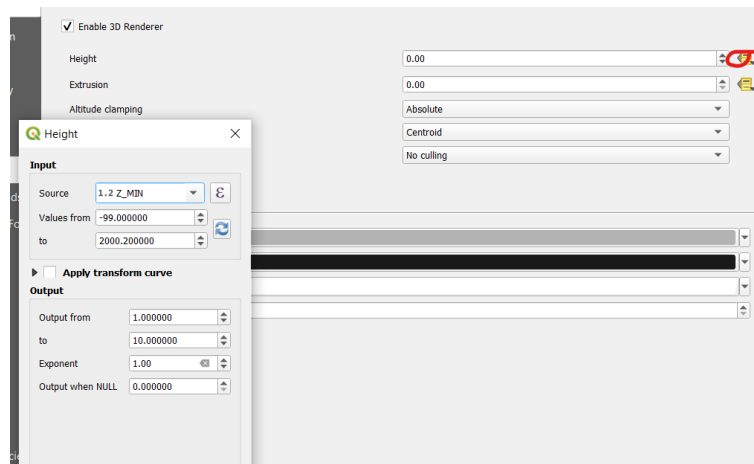 Enable 3D Renderer
Height 0.00
Extrusion 0.00
Altitude clamping Absolute
Centroid
No culling
Height
Input
Source 1.2 Z_MIN ε
Values from -99.000000
to 2000.200000
Apply transform curve
Output
Output from 1.000000
to 10.000000
Exponent 1.00
Output when NULL 0.000000